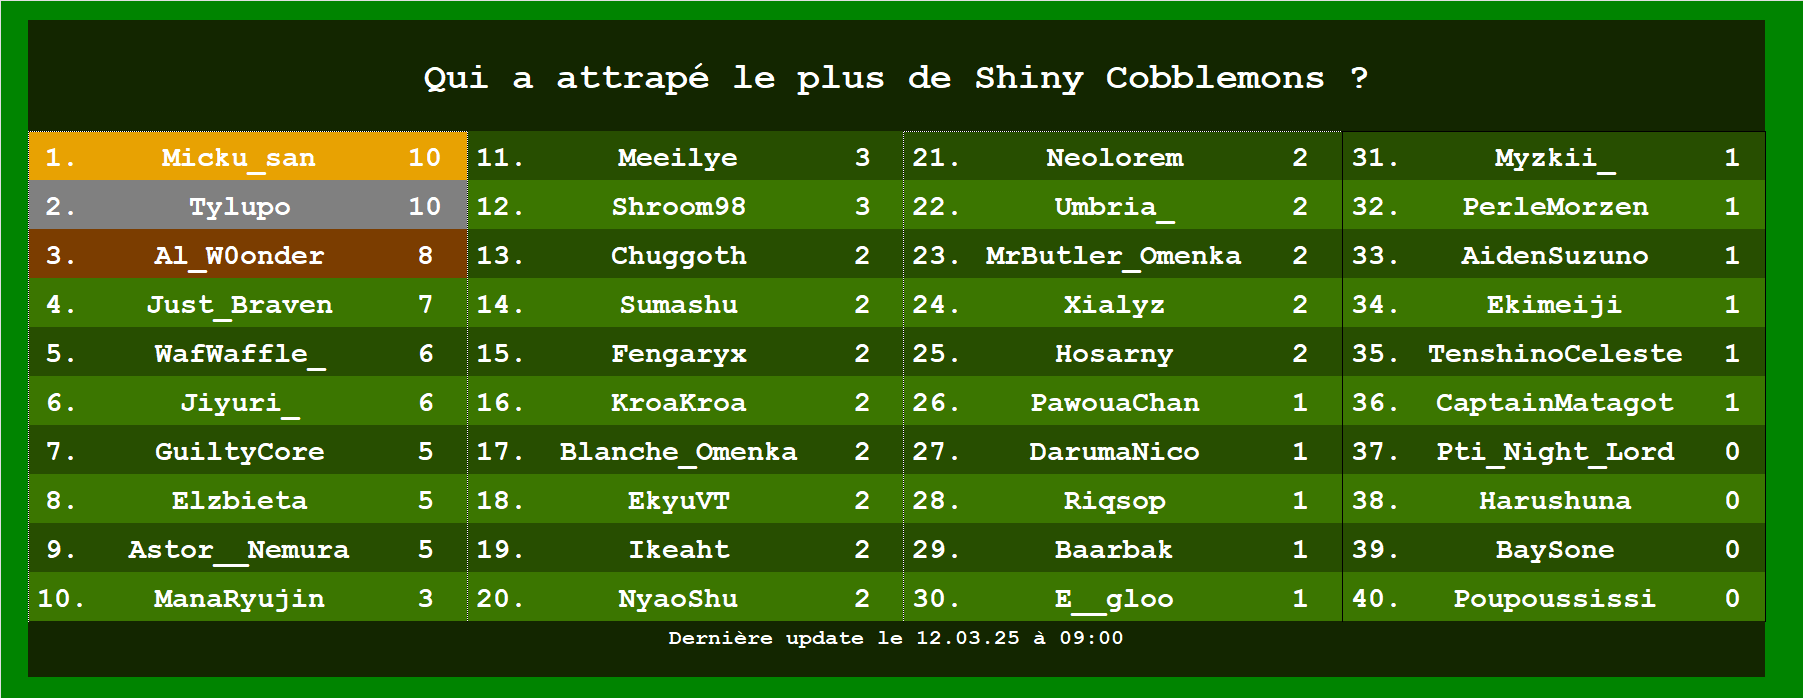 Qui a attrapé le plus de Shiny Cobblemons ?
1. Micku_san 10
2. Tylupo 10
3. Al_W0onder 8
4. Just_Braven 7
5. WafWaffle_ 6
6. Jiyuri_ 6
7. GuiltyCore 5
8. Elzbieta 5
9. Astor__Nemura 5
10. ManaRyujin 3
11. Meeilye 3
12. Shroom98 3
13. Chuggoth 2
14. Sumashu 2
15. Fengaryx 2
16. KroaKroa 2
17. Blanche_Omenka 2
18. EkyuVT 2
19. Ikeaht 2
20. NyaoShu 2
21. Neolorem 2
22. Umbria_ 2
23. MrButler_Omenka 2
24. Xialyz 2
25. Hosarny 2
26. PawouaChan 1
27. DarumaNico 1
28. Riqsop 1
29. Baarbak 1
30. E__gloo 1
31. Myzkii_ 1
32. PerleMorzen 1
33. AidenSuzuno 1
34. Ekimeiji 1
35. TenshinoCeleste 1
36. CaptainMatagot 1
37. Pti_Night_Lord 0
38. Harushuna 0
39. BaySone 0
40. Poupoussissi 0
Dernière update le 12.03.25 à 09:00